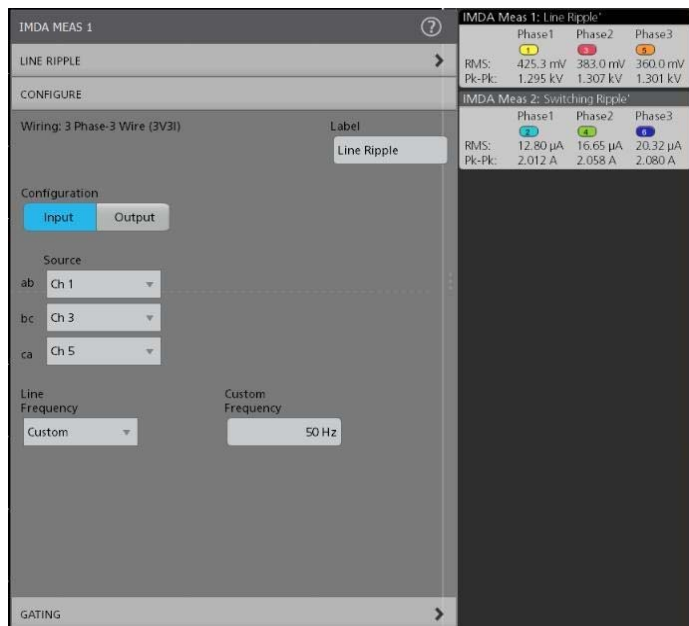 IMDA MEAS 1 ?
LINE RIPPLE
CONFIGURE
Wiring: 3 Phase-3 Wire (3V3I)
Label
Line Ripple
Configuration
Input Output
Source
ab Ch 1
bc Ch 3
ca Ch 5
Line Frequency
Custom
Custom Frequency
50 Hz
GATING
IMDA Meas 1: Line Ripple'
Phase1 Phase2 Phase3
1 3 5
RMS: 425.3 mV 383.0 mV 360.0 mV
Pk-Pk: 1.295 kV 1.307 kV 1.301 kV
IMDA Meas 2: Switching Ripple'
Phase1 Phase2 Phase3
2 4 6
RMS: 12.80 µA 16.65 µA 20.32 µA
Pk-Pk: 2.012 A 2.058 A 2.080 A